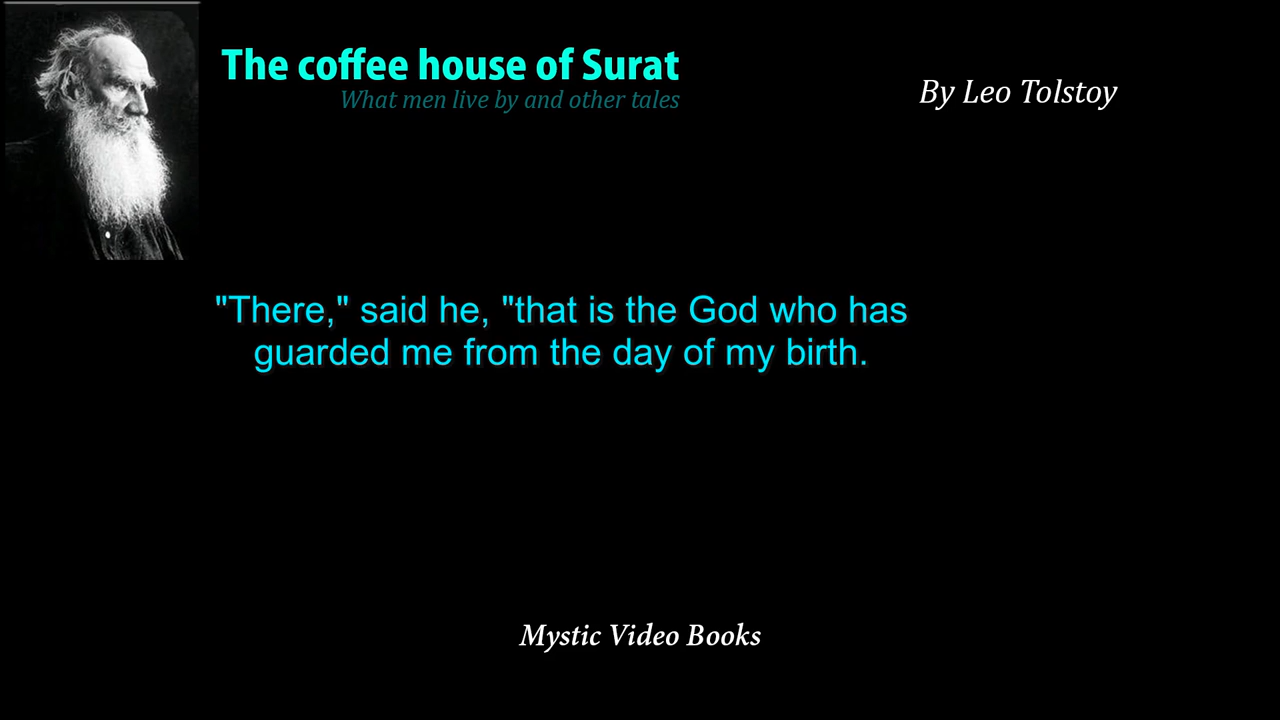 The coffee house of Surat
What men live by and other tales
By Leo Tolstoy
"There," said he, "that is the God who has
guarded me from the day of my birth.
Mystic Video Books